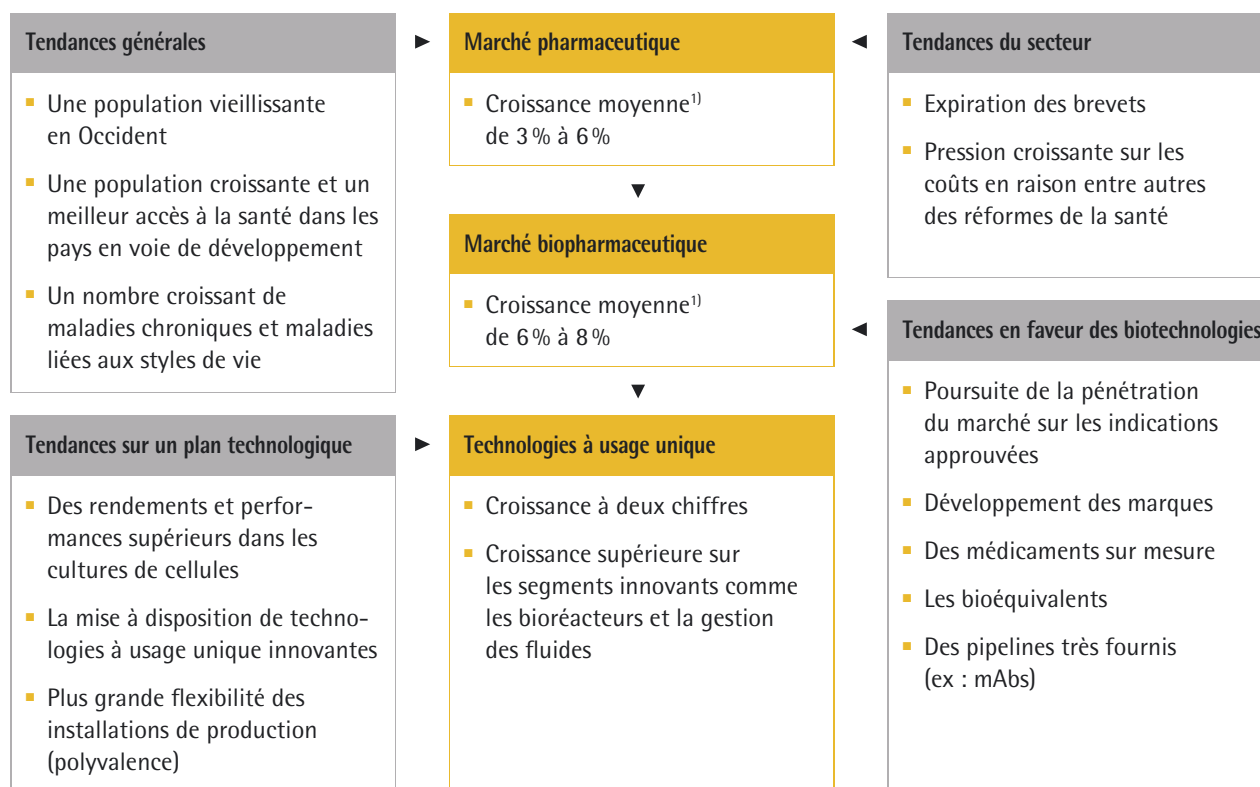 Tendances générales
Une population vieillissante
en Occident
Une population croissante et un
meilleur accès à la santé dans les
pays en voie de développement
Un nombre croissant de
maladies chroniques et maladies
liées aux styles de vie
Tendances sur un plan technologique
Des rendements et perfor-
mances supérieurs dans les
cultures de cellules
La mise à disposition de techno-
logies à usage unique innovantes
Plus grande flexibilité des
installations de production
(polyvalence)
Marché pharmaceutique
Croissance moyenne1)
de 3 % à 6 %
Marché biopharmaceutique
Croissance moyenne1)
de 6 % à 8 %
Technologies à usage unique
Croissance à deux chiffres
Croissance supérieure sur
les segments innovants comme
les bioréacteurs et la gestion
des fluides
Tendances du secteur
Expiration des brevets
Pression croissante sur les
coûts en raison entre autres
des réformes de la santé
Tendances en faveur des biotechnologies
Poursuite de la pénétration
du marché sur les indications
approuvées
Développement des marques
Des médicaments sur mesure
Les bioéquivalents
Des pipelines très fournis
(ex : mAbs)